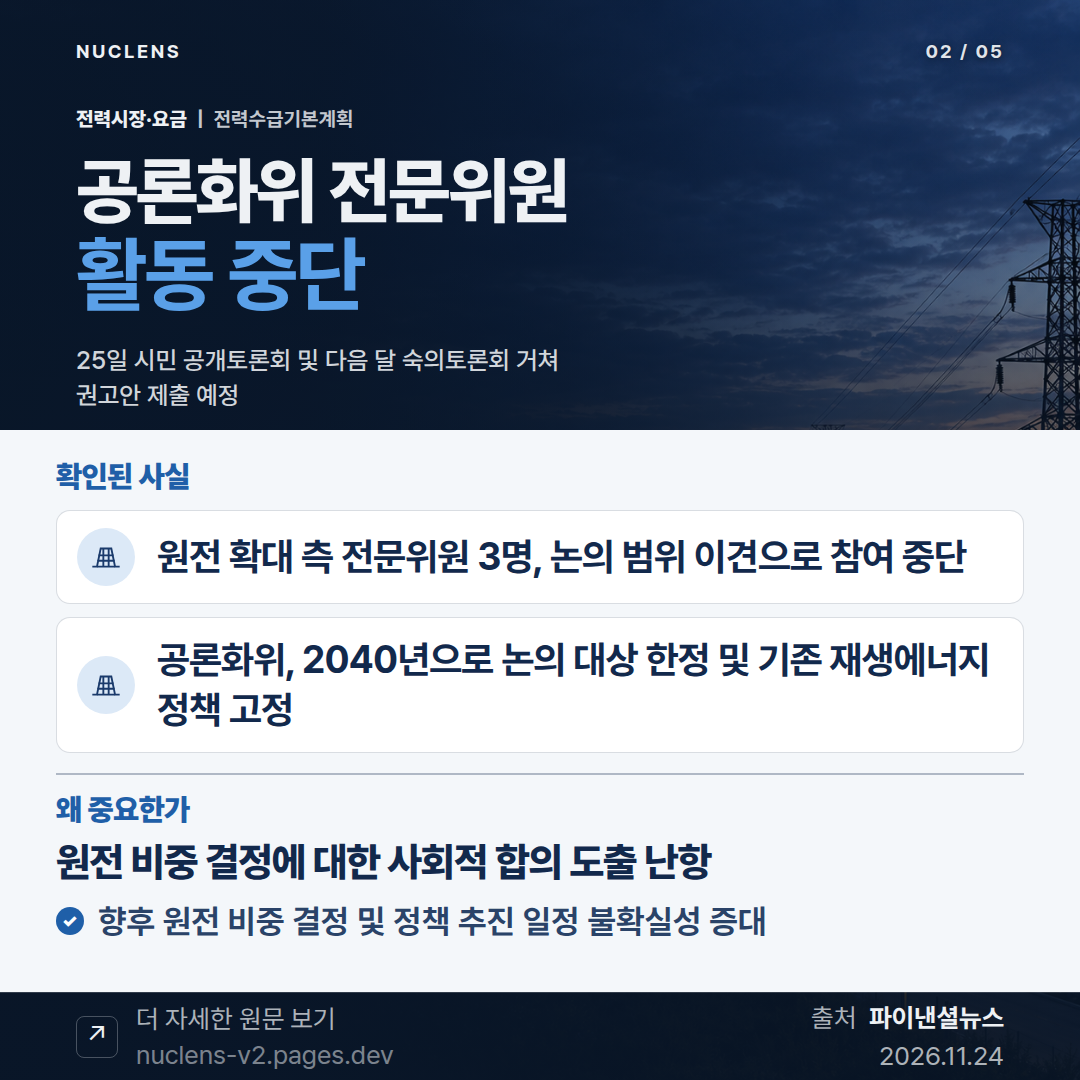 NUCLENS
02 / 05
전력시장·요금 | 전력수급기본계획
공론화위 전문위원
활동 중단
25일 시민 공개토론회 및 다음 달 숙의토론회 거쳐
권고안 제출 예정
확인된 사실
원전 확대 측 전문위원 3명, 논의 범위 이견으로 참여 중단
공론화위, 2040년으로 논의 대상 한정 및 기존 재생에너지
정책 고정
왜 중요한가
원전 비중 결정에 대한 사회적 합의 도출 난항
향후 원전 비중 결정 및 정책 추진 일정 불확실성 증대
더 자세한 원문 보기
nuclens-v2.pages.dev
출처 파이낸셜뉴스
2026.11.24